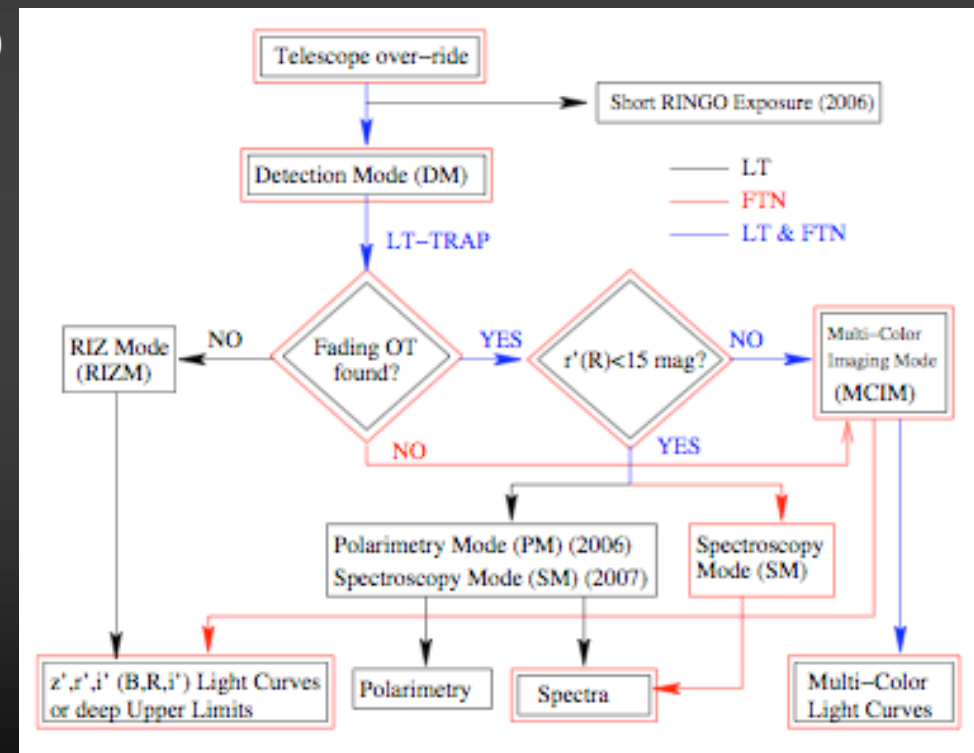 Telescope over-ride
Short RINGO Exposure (2006)
Detection Mode (DM)
LT
FTN
LT & FTN
LT-TRAP
RIZ Mode
(RIZM)
NO
Fading OT
found?
YES
r'(R)<15 mag?
NO
Multi-Color
Imaging Mode
(MCIM)
NO
YES
Polarimetry Mode (PM) (2006)
Spectroscopy Mode (SM) (2007)
Spectroscopy
Mode (SM)
z',r',i' (B,R,i') Light Curves
or deep Upper Limits
Polarimetry
Spectra
Multi-Color
Light Curves